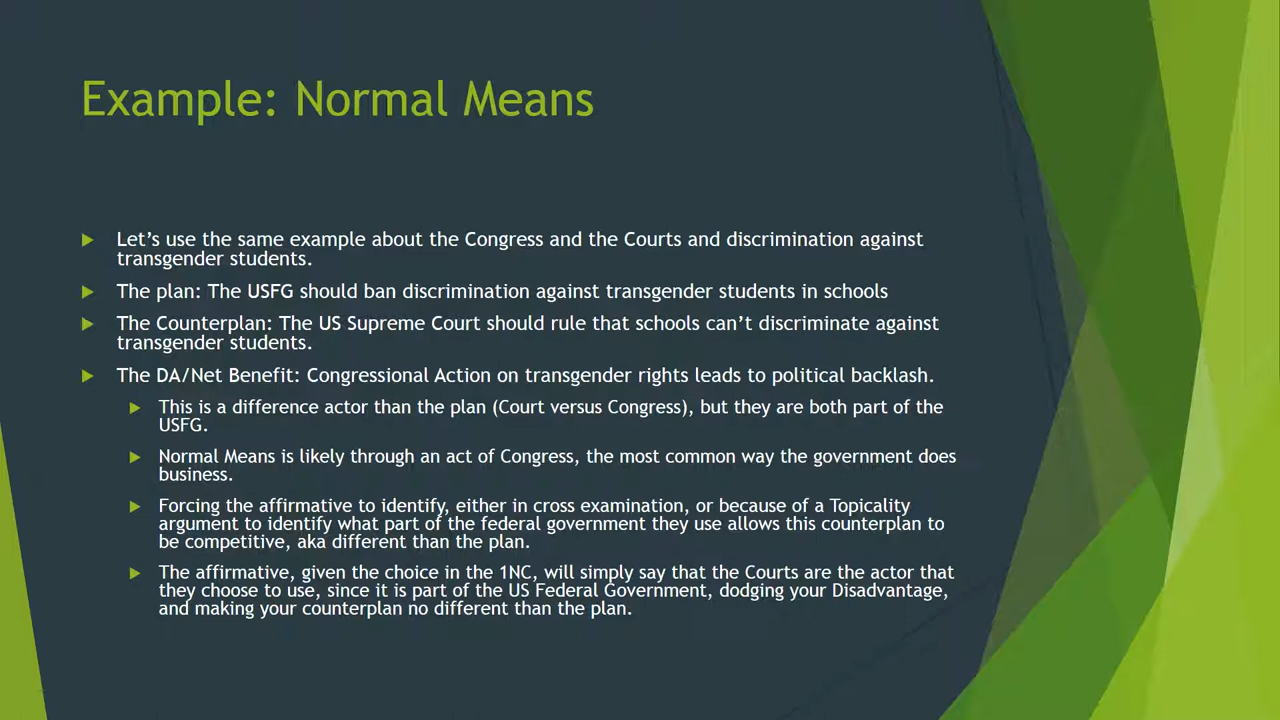 Example: Normal Means
Let's use the same example about the Congress and the Courts and discrimination against
transgender students.
The plan: The USFG should ban discrimination against transgender students in schools
The Counterplan: The US Supreme Court should rule that schools can't discriminate against
transgender students.
The DA/Net Benefit: Congressional Action on transgender rights leads to political backlash.
This is a difference actor than the plan (Court versus Congress), but they are both part of the
USFG.
Normal Means is likely through an act of Congress, the most common way the government does
business.
Forcing the affirmative to identify, either in cross examination, or because of a Topicality
argument to identify what part of the federal government they use allows this counterplan to
be competitive, aka different than the plan.
The affirmative, given the choice in the 1NC, will simply say that the Courts are the actor that
they choose to use, since it is part of the US Federal Government, dodging your Disadvantage,
and making your counterplan no different than the plan.